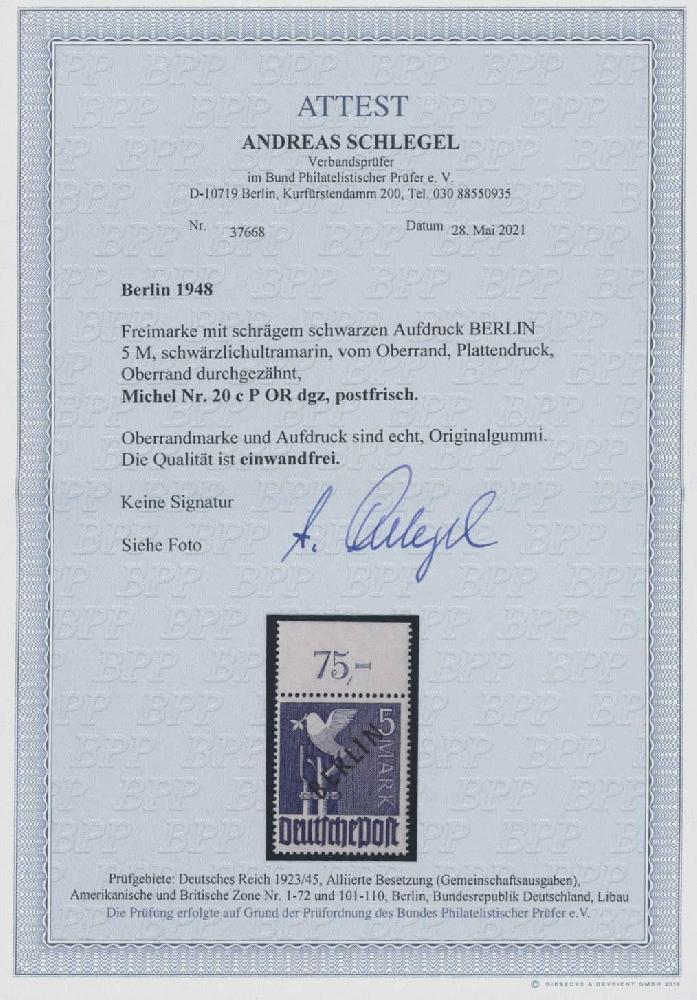 ATTEST
ANDREAS SCHLEGEL
Verbandsprüfer
im Bund Philatelistischer Prüfer e. V.
D-10719 Berlin, Kurfürstendamm 200, Tel. 030 88550935
Nr. 37668 Datum 28. Mai 2021
Berlin 1948
Freimarke mit schrägem schwarzen Aufdruck BERLIN
5 M, schwärzlichultramarin, vom Oberrand, Plattendruck,
Oberrand durchgezähnt,
Michel Nr. 20 c P OR dgz, postfrisch.
Oberrandmarke und Aufdruck sind echt, Originalgummi.
Die Qualität ist einwandfrei.
Keine Signatur
Siehe Foto
A. Schlegel
75,-
5
MARK
BERLIN
Deutsche Post
Prüfgebiete: Deutsches Reich 1923/45, Alliierte Besetzung (Gemeinschaftsausgaben),
Amerikanische und Britische Zone Nr. 1-72 und 101-110, Berlin, Bundesrepublik Deutschland, Libau
Die Prüfung erfolgte auf Grund der Prüfordnung des Bundes Philatelistischer Prüfer e.V.
© GIESECKE & DEVRIENT GMBH